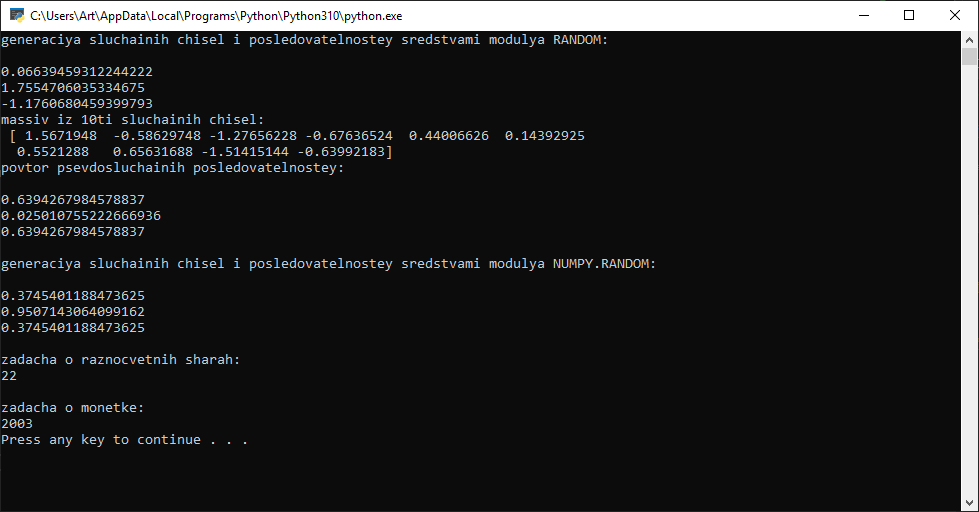 C:\Users\Art\AppData\Local\Programs\Python\Python310\python.exe
generaciya sluchainih chisel i posledovatelnostey sredstvami modulya RANDOM:
0.06639459312244222
1.7554706035334675
-1.1760680459399793
massiv iz 10ti sluchainih chisel:
[ 1.5671948  -0.58629748 -1.27656228 -0.67636524  0.44006626  0.14392925
0.5521288   0.65631688 -1.51415144 -0.63992183]
povtor psevdosluchainih posledovatelnostey:
0.6394267984578837
0.025010755222666936
0.6394267984578837
generaciya sluchainih chisel i posledovatelnostey sredstvami modulya NUMPY.RANDOM:
0.3745401188473625
0.9507143064099162
0.3745401188473625
zadacha o raznocvetnih sharah:
22
zadacha o monetke:
2003
Press any key to continue . . .